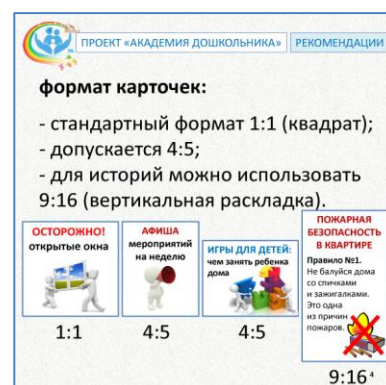 ПРОЕКТ «АКАДЕМИЯ ДОШКОЛЬНИКА»
РЕКОМЕНДАЦИИ
формат карточек:
- стандартный формат 1:1 (квадрат);
- допускается 4:5;
- для историй можно использовать
9:16 (вертикальная раскладка).
ОСТОРОЖНО!
открытые окна
1:1
АФИША
мероприятий
на неделю
4:5
ИГРЫ ДЛЯ ДЕТЕЙ:
чем занять ребенка
дома
4:5
ПОЖАРНАЯ
БЕЗОПАСНОСТЬ
В КВАРТИРЕ
Правило №1.
Не балуйся дома
со спичками
и зажигалками.
Это одна
из причин
пожаров.
9:16
4